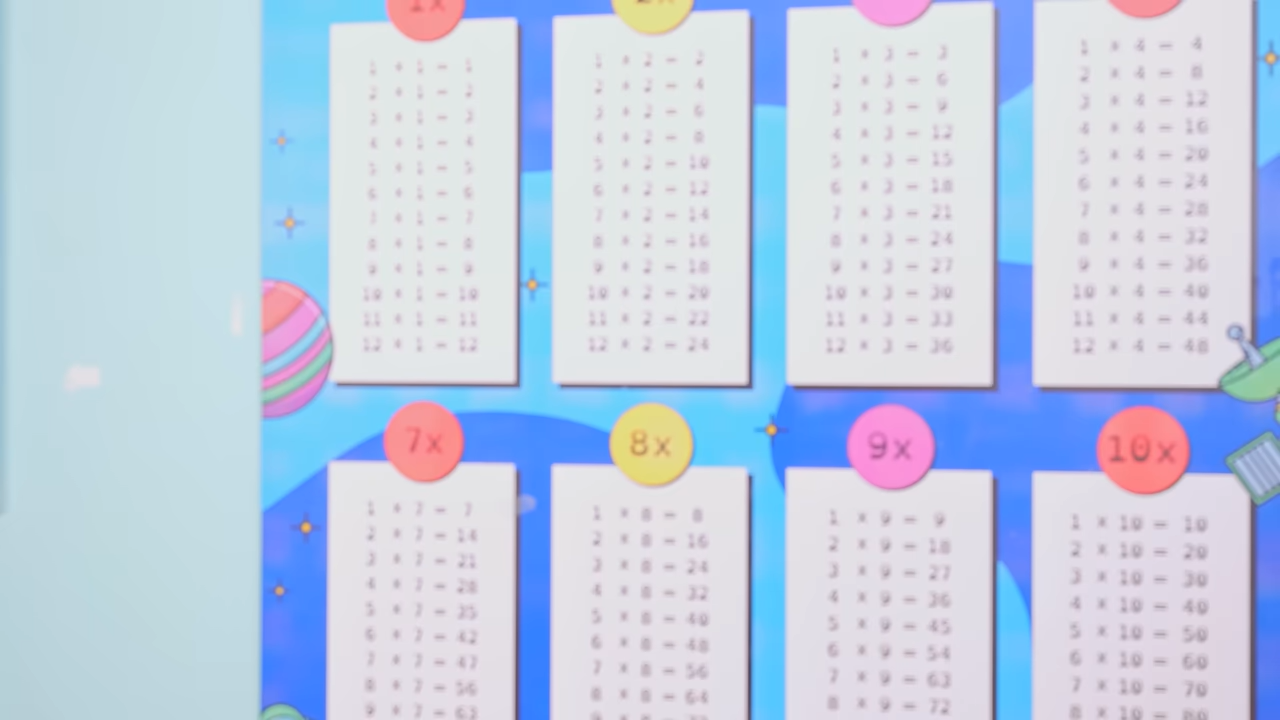 1x
1 × 1 = 1
2 × 1 = 2
3 × 1 = 3
4 × 1 = 4
5 × 1 = 5
6 × 1 = 6
7 × 1 = 7
8 × 1 = 8
9 × 1 = 9
10 × 1 = 10
11 × 1 = 11
12 × 1 = 12
2x
1 × 2 = 2
2 × 2 = 4
3 × 2 = 6
4 × 2 = 8
5 × 2 = 10
6 × 2 = 12
7 × 2 = 14
8 × 2 = 16
9 × 2 = 18
10 × 2 = 20
11 × 2 = 22
12 × 2 = 24
1 × 3 = 3
2 × 3 = 6
3 × 3 = 9
4 × 3 = 12
5 × 3 = 15
6 × 3 = 18
7 × 3 = 21
8 × 3 = 24
9 × 3 = 27
10 × 3 = 30
11 × 3 = 33
12 × 3 = 36
1 × 4 = 4
2 × 4 = 8
3 × 4 = 12
4 × 4 = 16
5 × 4 = 20
6 × 4 = 24
7 × 4 = 28
8 × 4 = 32
9 × 4 = 36
10 × 4 = 40
11 × 4 = 44
12 × 4 = 48
7x
1 × 7 = 7
2 × 7 = 14
3 × 7 = 21
4 × 7 = 28
5 × 7 = 35
6 × 7 = 42
7 × 7 = 47
8 × 7 = 56
9 × 7 = 63
8x
1 × 8 = 8
2 × 8 = 16
3 × 8 = 24
4 × 8 = 32
5 × 8 = 40
6 × 8 = 48
7 × 8 = 56
8 × 8 = 64
9x
1 × 9 = 9
2 × 9 = 18
3 × 9 = 27
4 × 9 = 36
5 × 9 = 45
6 × 9 = 54
7 × 9 = 63
8 × 9 = 72
10x
1 × 10 = 10
2 × 10 = 20
3 × 10 = 30
4 × 10 = 40
5 × 10 = 50
6 × 10 = 60
7 × 10 = 70
8 × 10 = 80